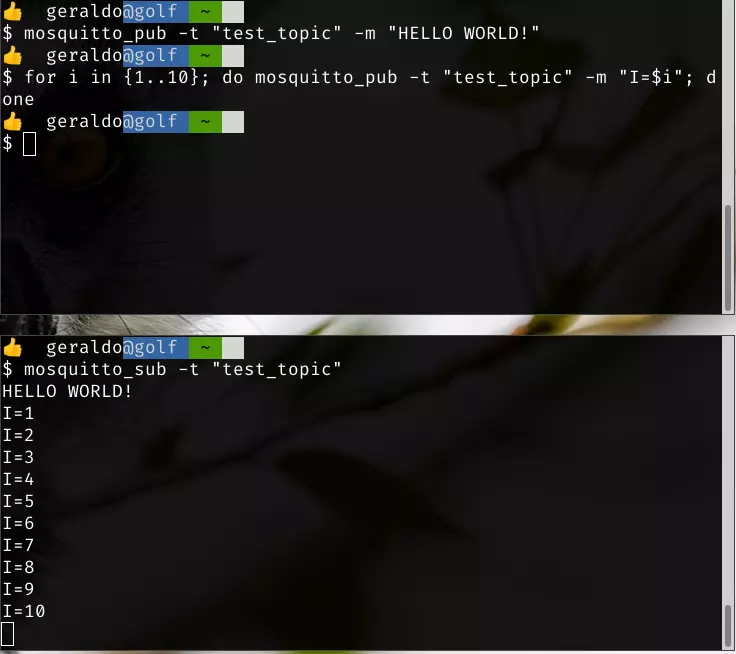 👍 geraldo@golf ~
$ mosquitto_pub -t "test_topic" -m "HELLO WORLD!"
👍 geraldo@golf ~
$ for i in {1..10}; do mosquitto_pub -t "test_topic" -m "I=$i"; d
one
👍 geraldo@golf ~
$
👍 geraldo@golf ~
$ mosquitto_sub -t "test_topic"
HELLO WORLD!
I=1
I=2
I=3
I=4
I=5
I=6
I=7
I=8
I=9
I=10